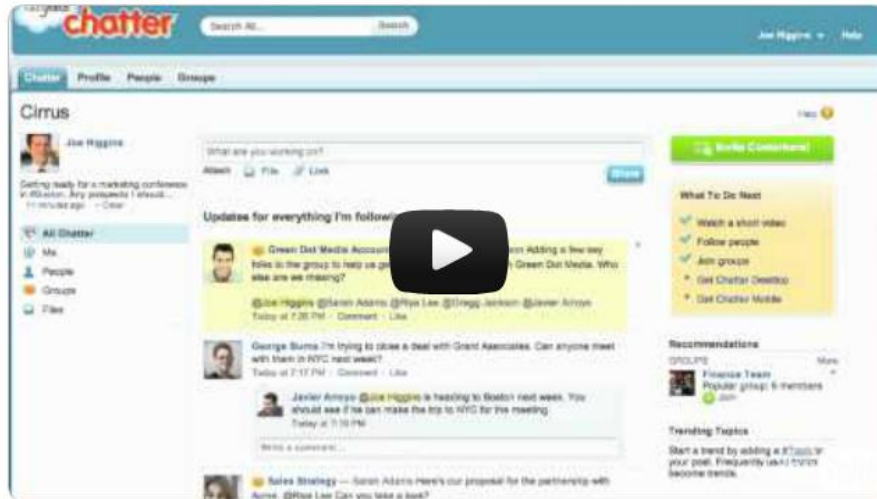 chatter
Search All...
Search
Joe Higgins
Help
Chatter
Profile
People
Groups
Cirrus
Help
Joe Higgins
Getting ready for a marketing conference
in #Boston. Any prospects I should...
11 minutes ago · Clear
All Chatter
Me
People
Groups
Files
What are you working on?
Attach
File
Link
Share
Updates for everything I'm following
Green Dot Media Account
Adding a few key
folks to the group to help us
Green Dot Media. Who
else are we missing?
@Joe Higgins @Saran Adams @Riya Lee @Gregg Jackson @Javier Arroyo
Today at 7:26 PM · Comment · Like
George Burns I'm trying to close a deal with Grant Associates. Can anyone meet
with them in NYC next week?
Today at 7:17 PM · Comment · Like
Javier Arroyo @Joe Higgins is heading to Boston next week. You
should see if he can make the trip to NYC for the meeting
Today at 7:19 PM
Write a comment...
Sales Strategy — Saran Adams Here's our proposal for the partnership with
Acme. @Riya Lee Can you take a look?
Invite Coworkers!
What To Do Next
Watch a short video
Follow people
Join groups
Get Chatter Desktop
Get Chatter Mobile
Recommendations
GROUPS
More
Finance Team
Popular group: 6 members
Join
Trending Topics
Start a trend by adding a #Topic to
your post. Frequently used topics
become trends.